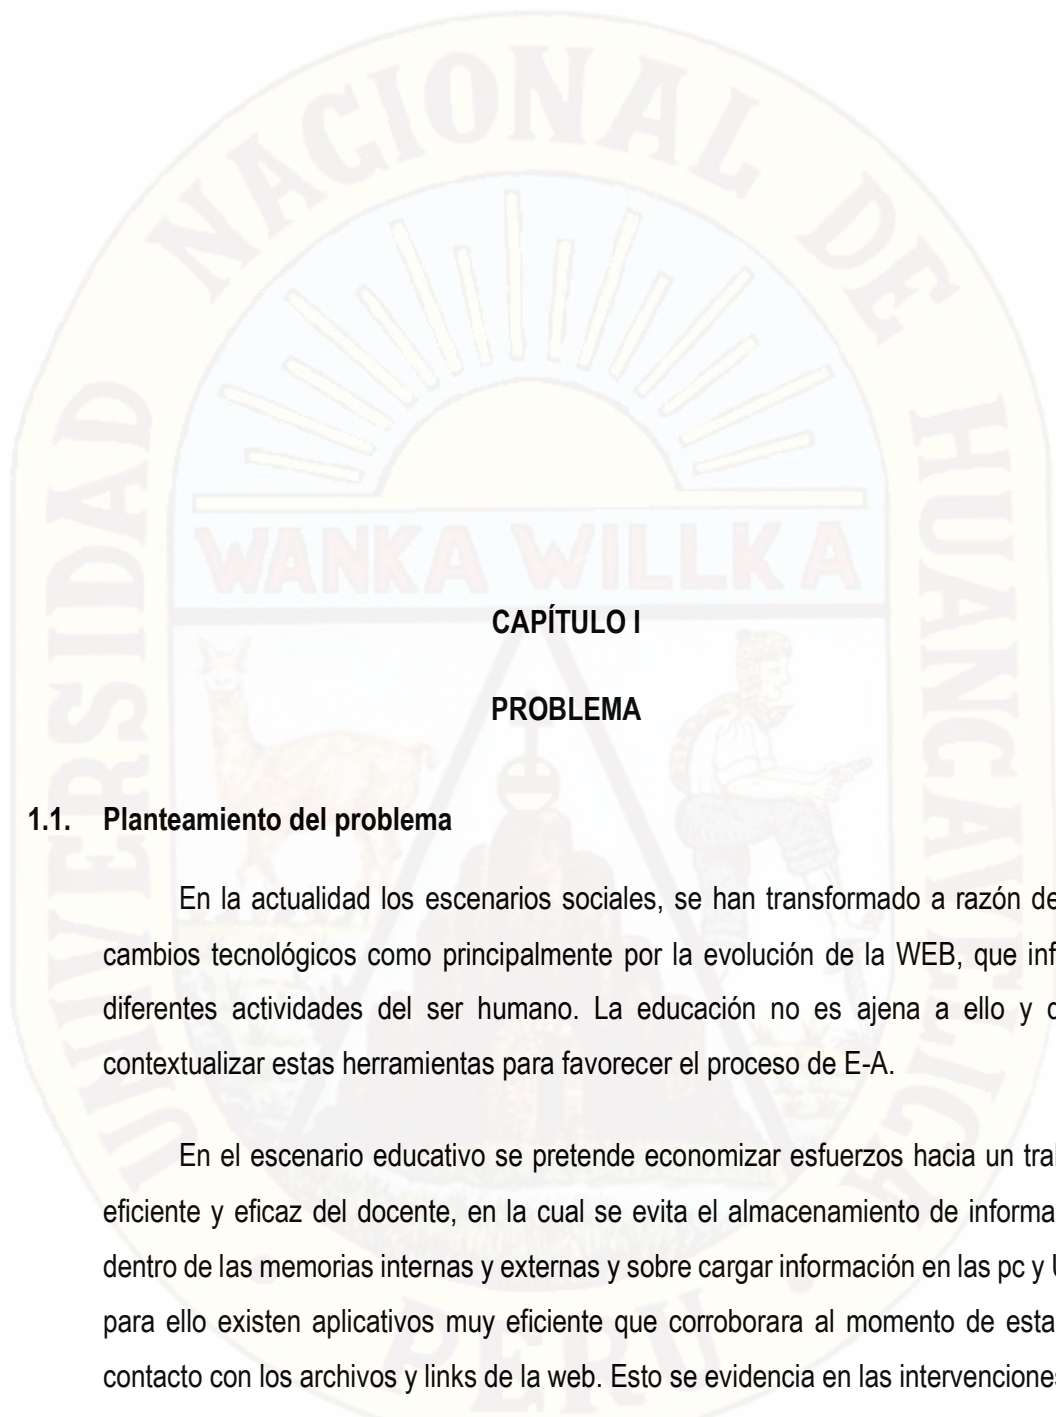 UNIVERSIDAD NACIONAL DE HUANCAVELICA
WANKA WILLKA
PERU
CAPÍTULO I
PROBLEMA
1.1. Planteamiento del problema
En la actualidad los escenarios sociales, se han transformado a razón de
cambios tecnológicos como principalmente por la evolución de la WEB, que
diferentes actividades del ser humano. La educación no es ajena a ello y
contextualizar estas herramientas para favorecer el proceso de E-A.
En el escenario educativo se pretende economizar esfuerzos hacia un
eficiente y eficaz del docente, en la cual se evita el almacenamiento de
dentro de las memorias internas y externas y sobre cargar información en las pc y
para ello existen aplicativos muy eficiente que corroborara al momento de
contacto con los archivos y links de la web. Esto se evidencia en las intervenciones